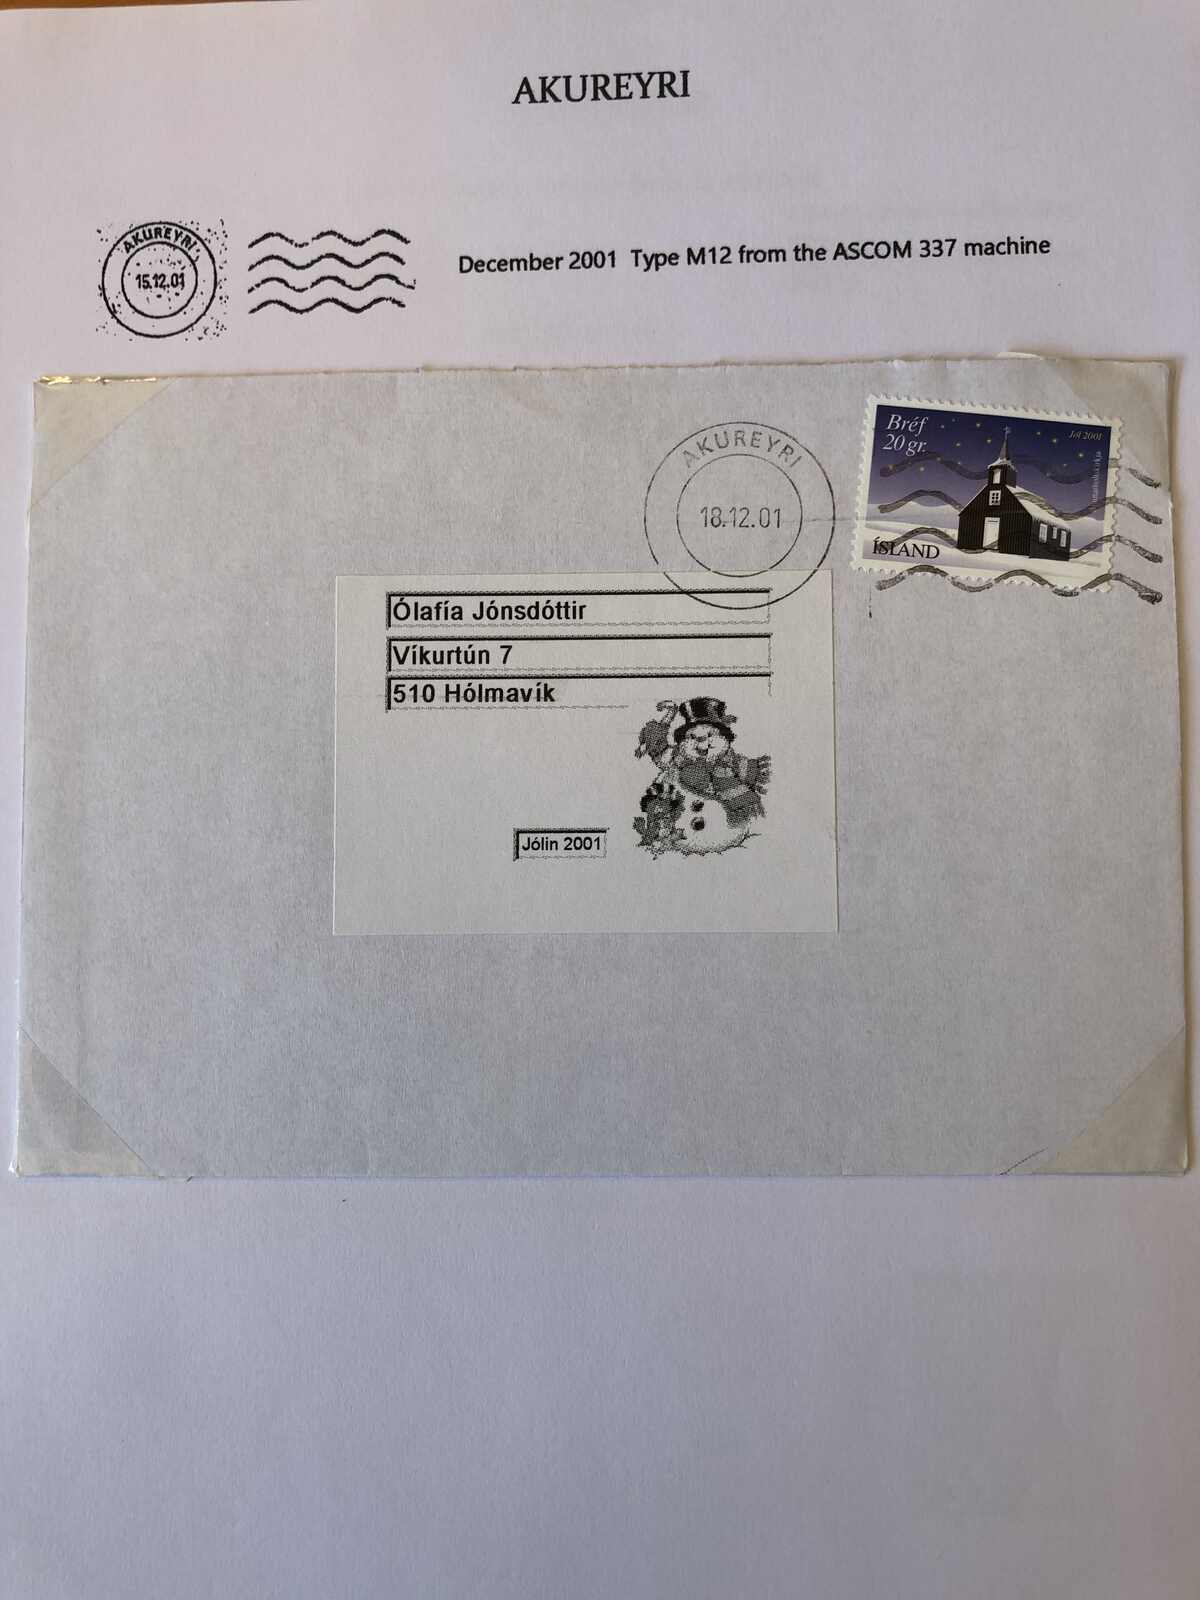 AKUREYRI
AKUREYRI
15.12.01
December 2001 Type M12 from the ASCOM 337 machine
AKUREYRI
18.12.01
Bréf
20 gr.
Jól 2001
ÍSLAND
Ólafía Jónsdóttir
Víkurtún 7
510 Hólmavík
Jólin 2001